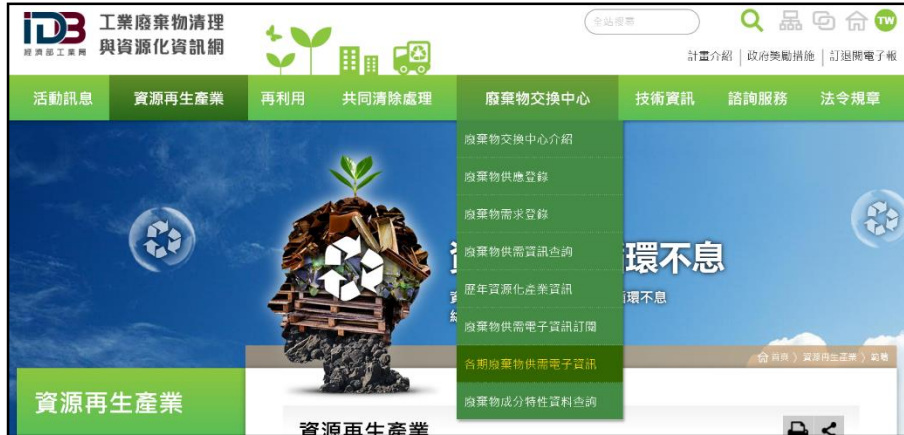 IDB
經濟部工業局
工業廢棄物清理
與資源化資訊網
全站搜尋
TW
計畫介紹 | 政府獎勵措施 | 訂退閱電子報
活動訊息 資源再生產業 再利用 共同清除處理 廢棄物交換中心 技術資訊 諮詢服務 法令規章
廢棄物交換中心介紹
廢棄物供應登錄
廢棄物需求登錄
廢棄物供需資訊查詢
環不息
歷年資源化產業資訊
環不息
廢棄物供需電子資訊訂閱
各期廢棄物供需電子資訊
首頁 〉 資源再生產業 〉 前瞻
廢棄物成分特性資料查詢
資源再生產業
資源再生產業